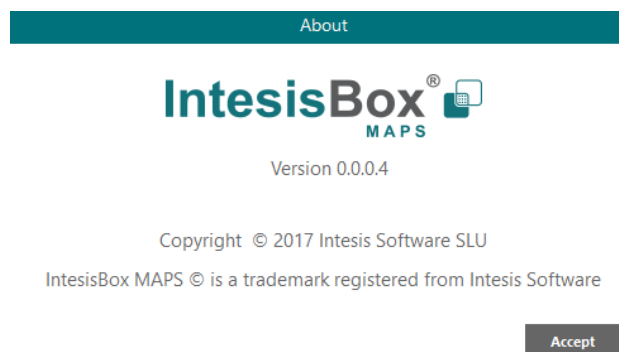 About
IntesisBox®
MAPS
Version 0.0.0.4
Copyright © 2017 Intesis Software SLU
IntesisBox MAPS © is a trademark registered from Intesis Software
Accept